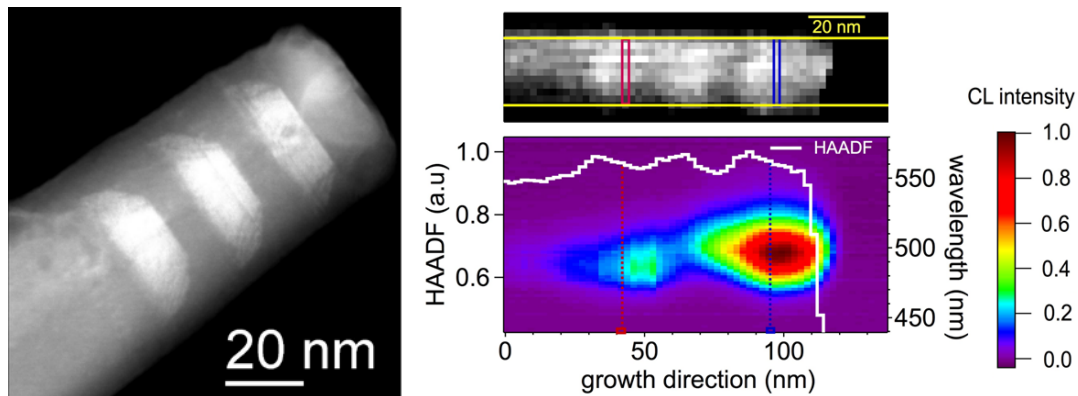 20 nm
20 nm
HAADF (a.u)
1.0
0.8
0.6
HAADF
wavelength (nm)
550
500
450
0
50
100
growth direction (nm)
CL intensity
1.0
0.8
0.6
0.4
0.2
0.0